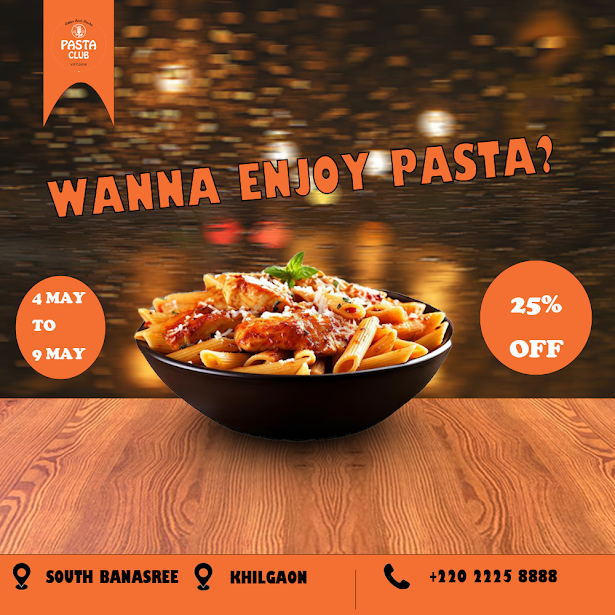 PASTA
CLUB
WANNA ENJOY PASTA?
4 MAY
TO
9 MAY
25%
OFF
SOUTH BANASREE
KHILGAON
+220 2225 8888